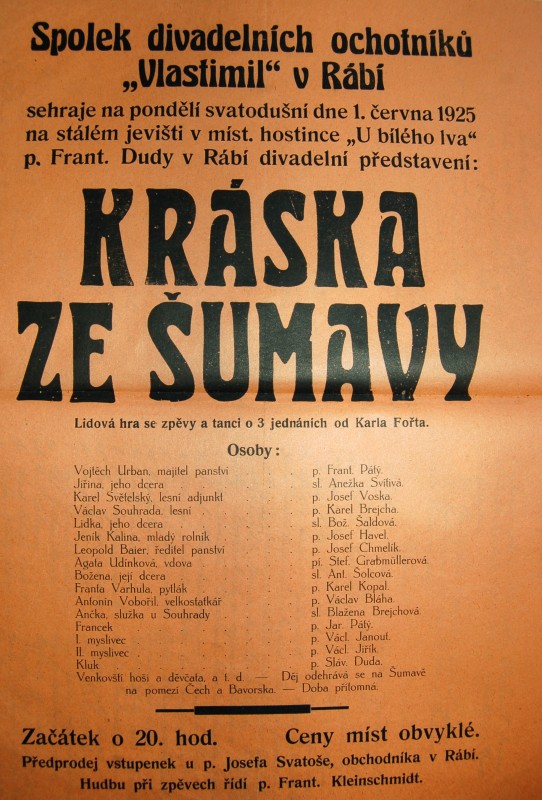 Spolek divadelních ochotníků
„Vlastimil“ v Rábí
sehraje na pondělí svatodušní dne 1. června 1925
na stálém jevišti v míst. hostince „U bílého lva“
p. Frant. Dudy v Rábí divadelní představení:
KRÁSKA
ZE ŠUMAVY
Lidová hra se zpěvy a tanci o 3 jednáních od Karla Fořta.
Osoby:
Vojtěch Urban, majitel panství . . . p. Frant. Pátý.
Jiřina, jeho dcera . . . . sl. Anežka Svitivá.
Karel Světelský, lesní adjunkt . . . p. Josef Voska.
Václav Souhrada, lesní . . . . p. Karel Brejcha.
Lidka, jeho dcera . . . . sl. Bož. Šaldová.
Jeník Kalina, mladý rolník . . . p. Josef Havel.
Leopold Baier, ředitel panství . . . p. Josef Chmelík.
Agata Udínková, vdova . . . . pí. Štef. Grabmüllerová.
Božena, její dcera . . . . sl. Ant. Šolcová.
Franta Varhula, pytlák . . . . p. Karel Kopal.
Antonín Vobořil, velkostatkář . . . p. Václav Bláha.
Ančka, služka u Souhrady . . . sl. Blažena Brejchová.
Francek . . . . . p. Jar. Pátý.
I. myslivec . . . . . p. Václ. Janout.
II. myslivec . . . . . p. Václ. Jiřík.
Kluk . . . . . p. Sláv. Duda.
Venkovští hoši a děvčata, a t. d. — Děj odehrává se na Šumavě
na pomezí Čech a Bavorska. — Doba přítomná.
Začátek o 20. hod. Ceny míst obvyklé.
Předprodej vstupenek u p. Josefa Svatoše, obchodníka v Rábí.
Hudbu při zpěvech řídí p. Frant. Kleinschmidt.